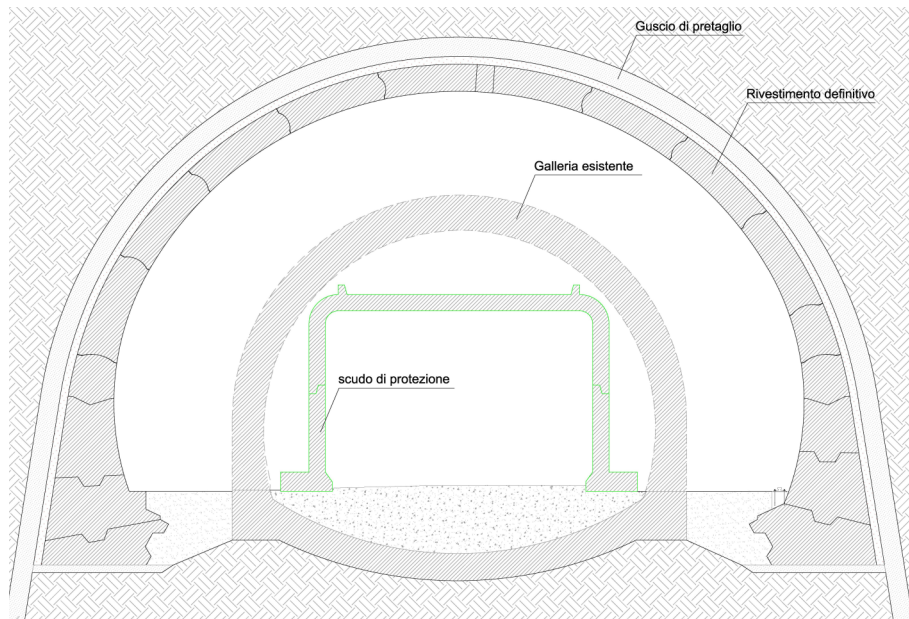 Guscio di pretaglio
Rivestimento definitivo
Galleria esistente
scudo di protezione